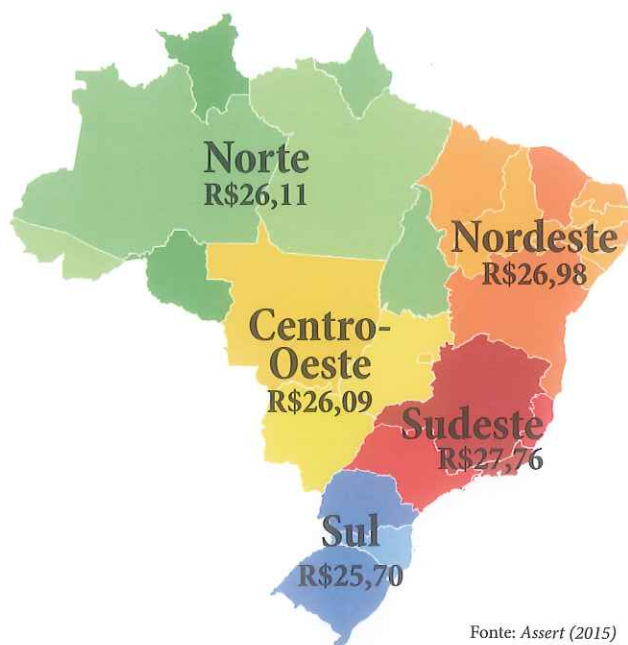 Norte
R$26,11
Nordeste
R$26,98
Centro-
Oeste
R$26,09
Sudeste
R$27,76
Sul
R$25,70
Fonte: Assert (2015)